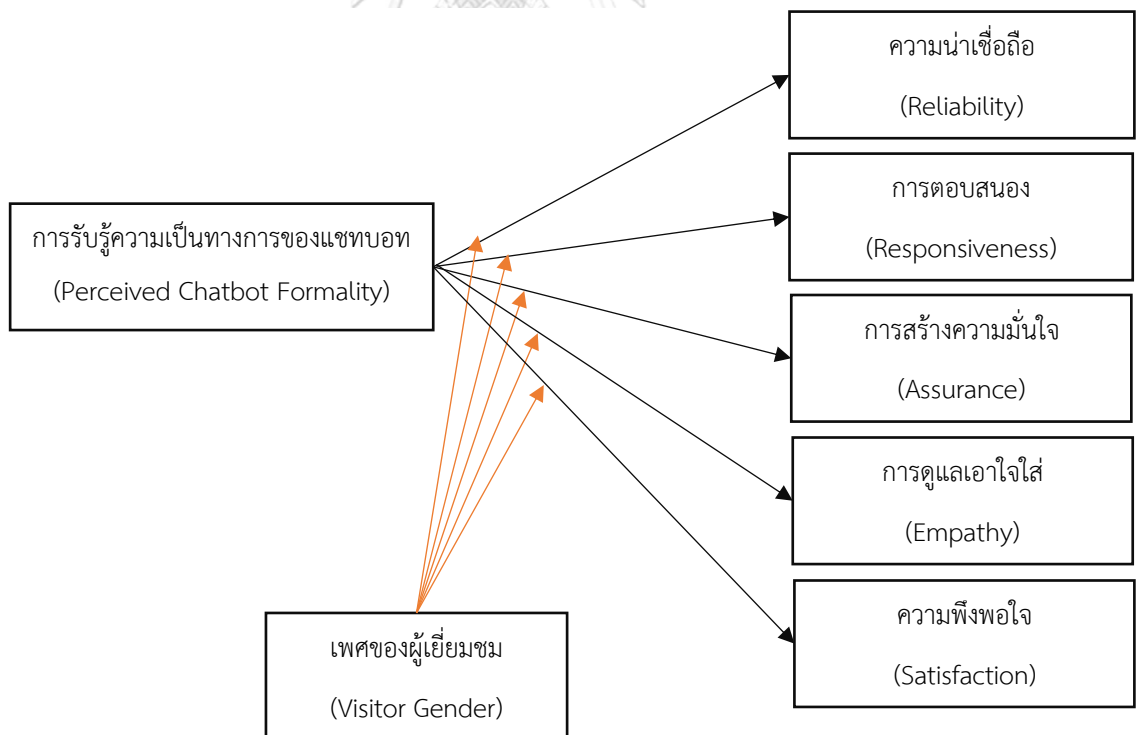 ความน่าเชื่อถือ
(Reliability)
การตอบสนอง
(Responsiveness)
การรับรู้ความเป็นทางการของแชทบอท
(Perceived Chatbot Formality)
การสร้างความมั่นใจ
(Assurance)
การดูแลเอาใจใส่
(Empathy)
ความพึงพอใจ
(Satisfaction)
เพศของผู้เยี่ยมชม
(Visitor Gender)